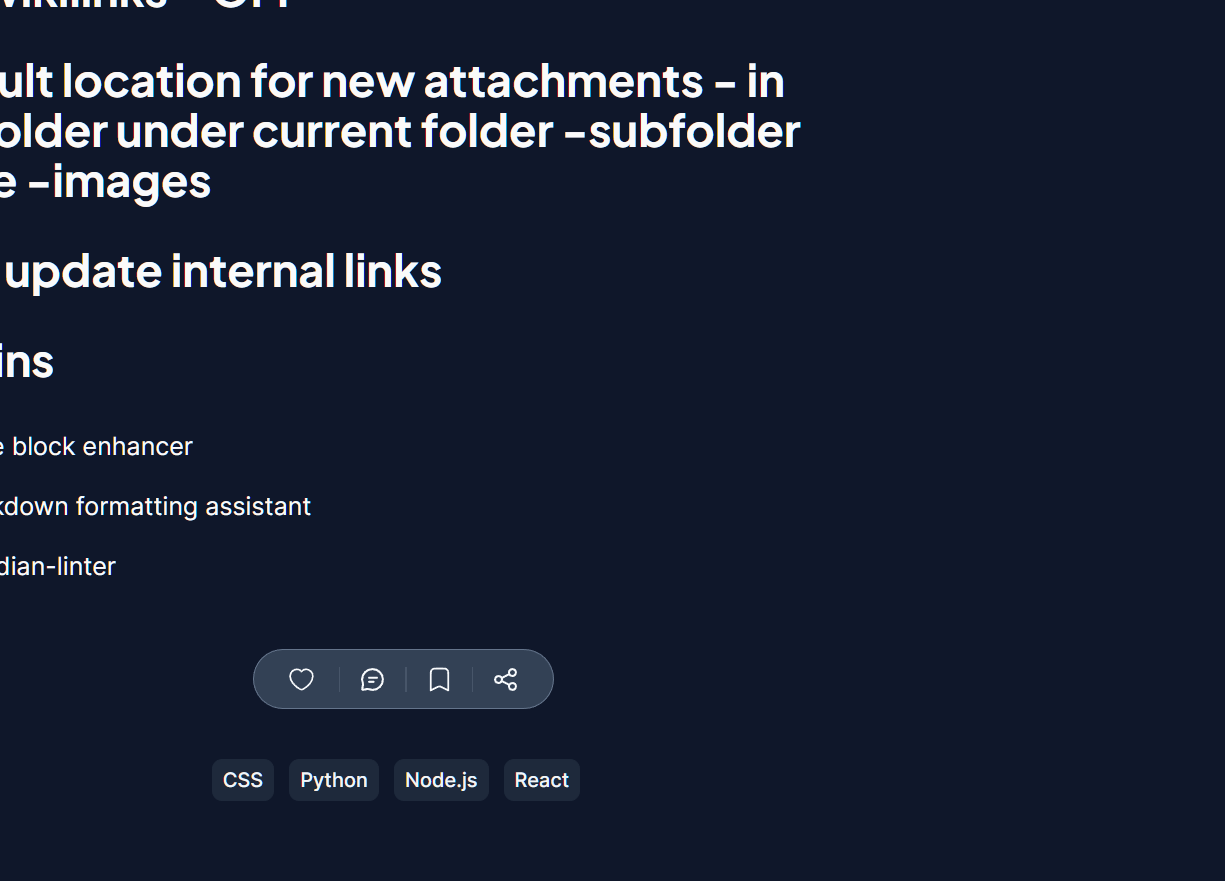 ult location for new attachments – in
older under current folder –subfolder
e –images
update internal links
ins
e block enhancer
kdown formatting assistant
dian-linter
CSS
Python
Node.js
React